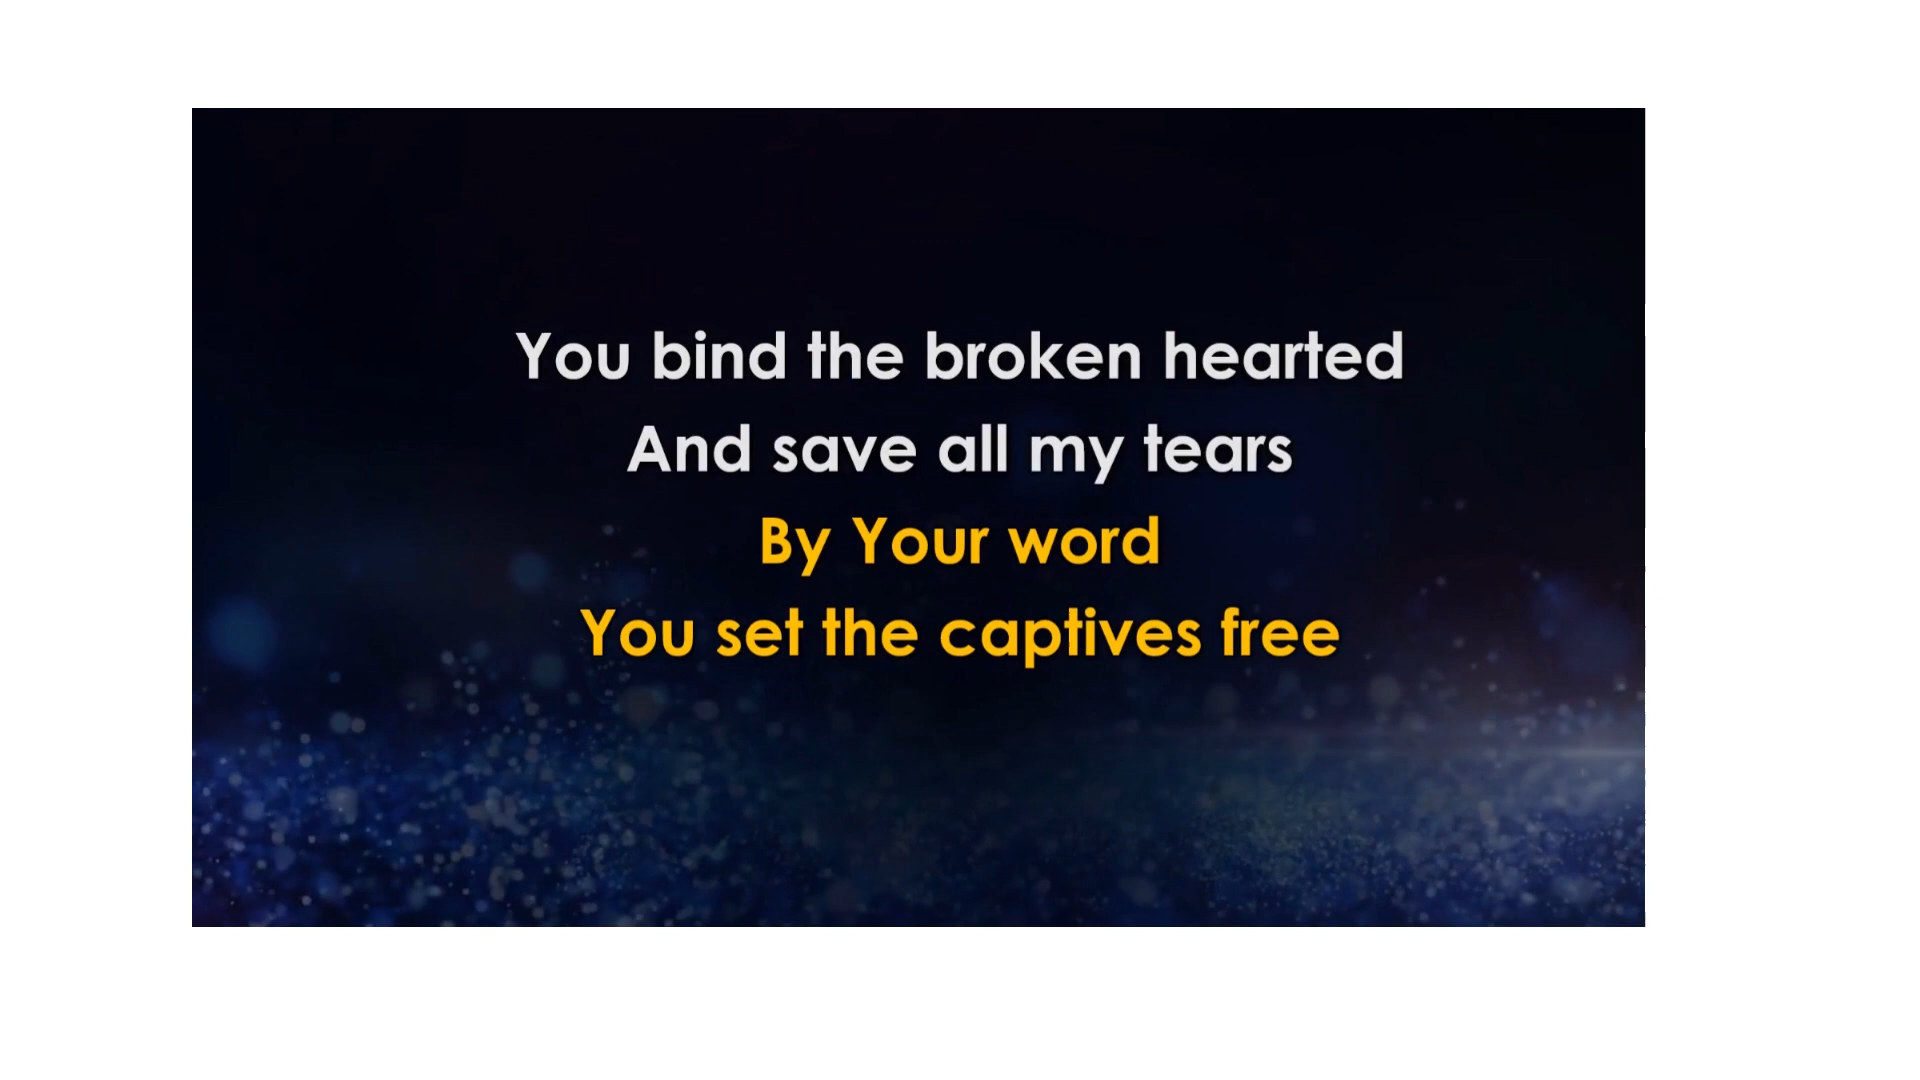 You bind the broken hearted
And save all my tears
By Your word
You set the captives free